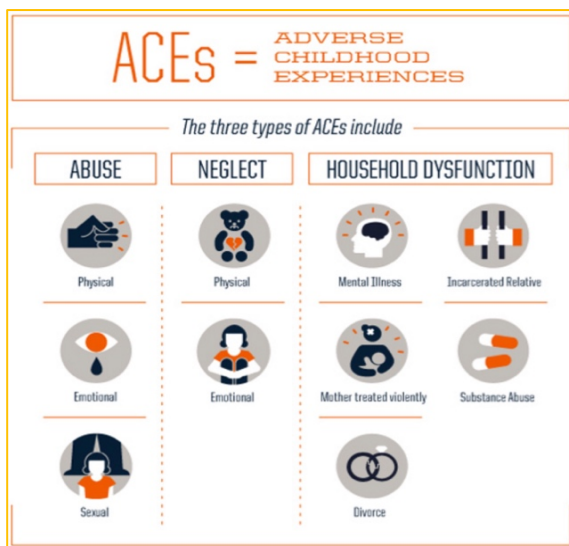 ACEs = ADVERSE
CHILDHOOD
EXPERIENCES
The three types of ACEs include
ABUSE
NEGLECT
HOUSEHOLD DYSFUNCTION
Physical
Emotional
Sexual
Physical
Emotional
Mental Illness
Incarcerated Relative
Mother treated violently
Substance Abuse
Divorce